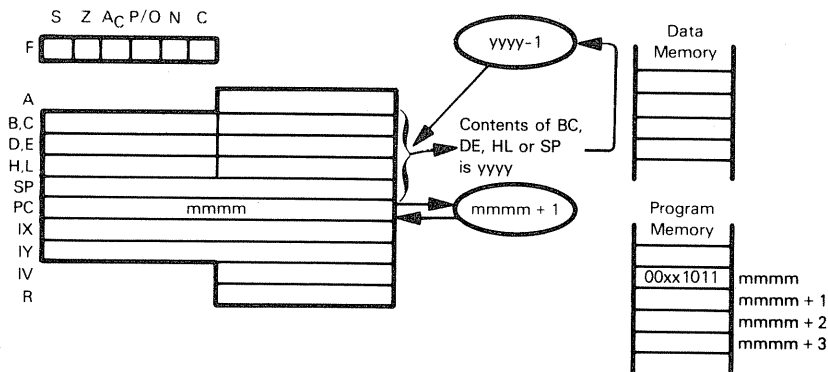 S Z AC P/O N C
F
A
B,C
D,E
H,L
SP
PC mmmm
IX
IY
IV
R
yyyy-1
Contents of BC,
DE, HL or SP
is yyyy
mmmm + 1
Data
Memory
Program
Memory
00xx1011 mmmm
mmmm + 1
mmmm + 2
mmmm + 3